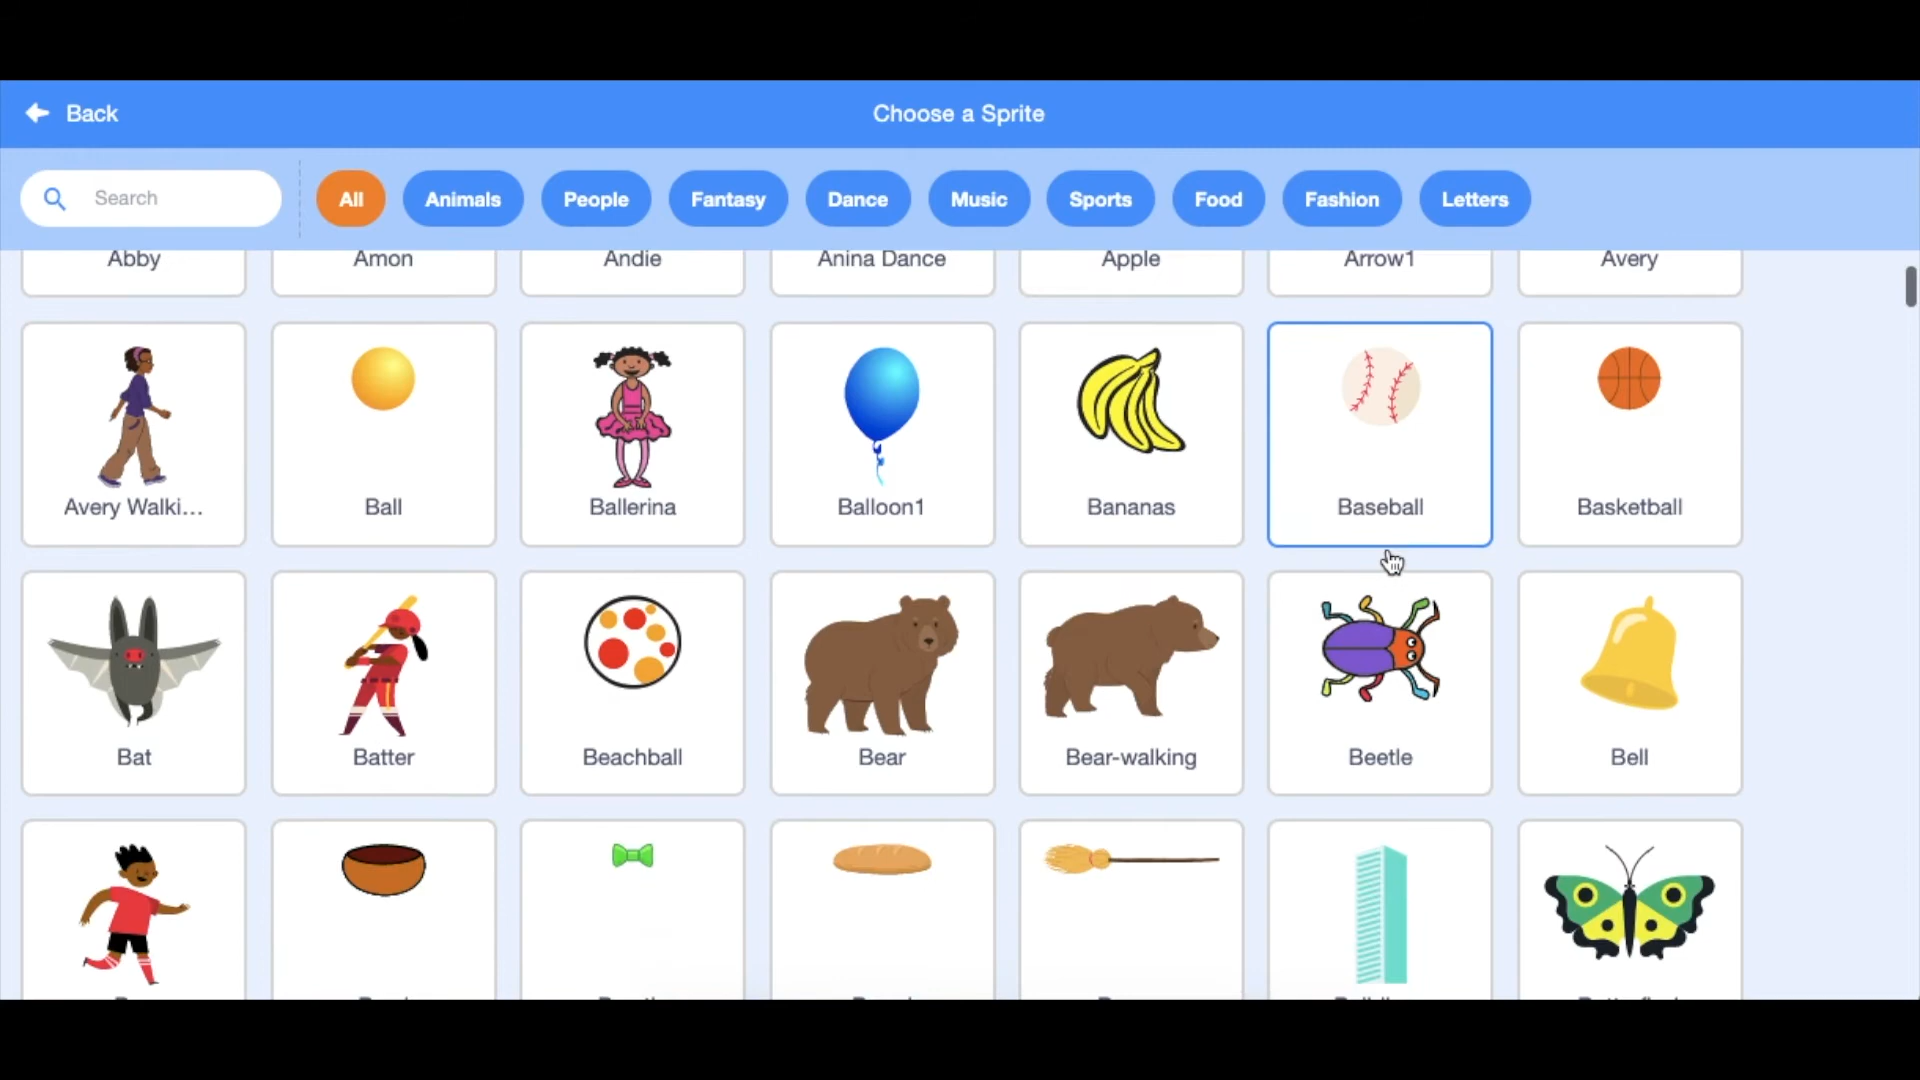 Back
Choose a Sprite
Search
All
Animals
People
Fantasy
Dance
Music
Sports
Food
Fashion
Letters
Abby
Amon
Andie
Anina Dance
Apple
Arrow1
Avery
Avery Walki...
Ball
Ballerina
Balloon1
Bananas
Baseball
Basketball
Bat
Batter
Beachball
Bear
Bear-walking
Beetle
Bell